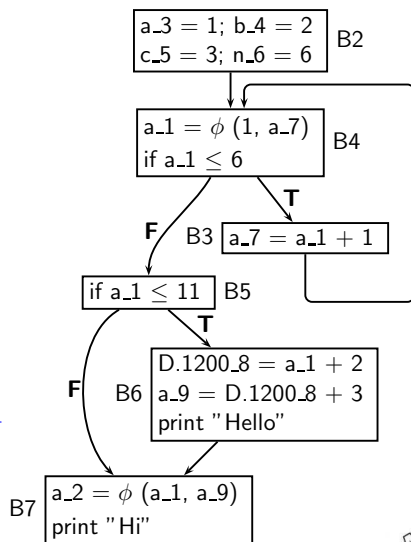 a_3 = 1; b_4 = 2
c_5 = 3; n_6 = 6
B2
a_1 = ϕ (1, a_7)
if a_1 ≤ 6
B4
F
T
B3
a_7 = a_1 + 1
if a_1 ≤ 11
B5
F
T
B6
D.1200_8 = a_1 + 2
a_9 = D.1200_8 + 3
print "Hello"
B7
a_2 = ϕ (a_1, a_9)
print "Hi"